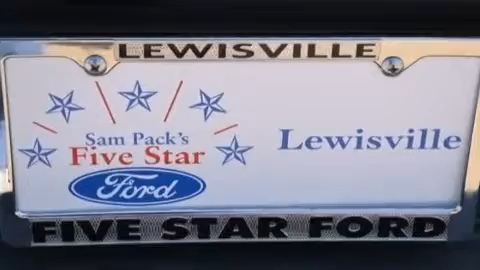 LEWISVILLE
Sam Pack's
Five Star
Ford
Lewisville
FIVE STAR FORD